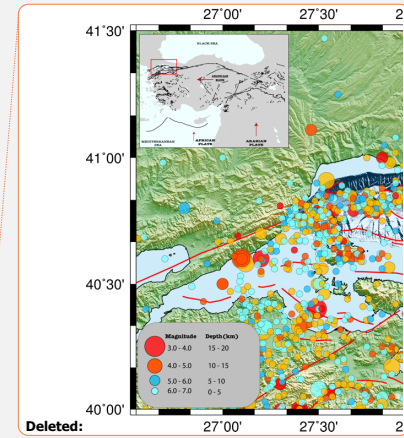 27°00' 27°30' 2
41°30'
BLACK SEA
ANATOLIAN
PLATE
MEDITERRANEAN
SEA
AFRICAN
PLATE
ARABIAN
PLATE
41°00'
40°30'
Magnitude Depth(km)
3.0 - 4.0 15 - 20
4.0 - 5.0 10 - 15
5.0 - 6.0 5 - 10
6.0 - 7.0 0 - 5
40°00'
Deleted: 27°00' 27°30' 2